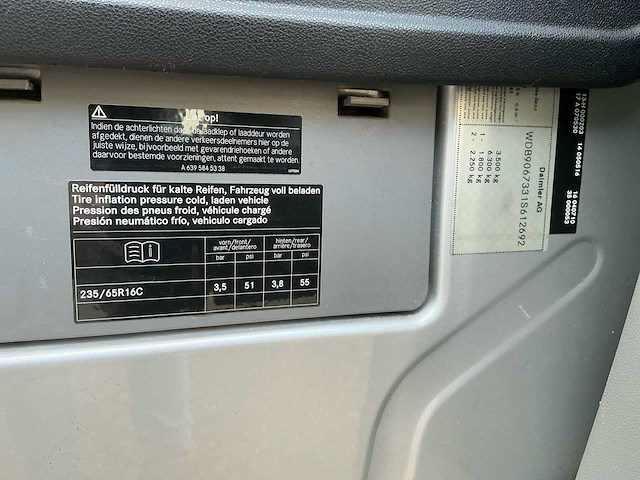 Let opl
Indien de achterlichten door de laadklep of laaddeur worden
afgedekt, dienen de andere verkeersdeelnemers hier op de
juiste wijze, bijvoorbeeld met gevarendriehoeken of andere
daarvoor bestemde voorzieningen, attent gemaakt te worden.
A 639 584 53 38
Reifenfülldruck für kalte Reifen, Fahrzeug voll beladen
Tire inflation pressure cold, laden vehicle
Pression des pneus froid, véhicule chargé
Presión neumático frío, vehículo cargado
vorn/front/ hinten/rear/
avant/delantero arrière/trasero
bar psi bar psi
235/65R16C 3,5 51 3,8 55
Daimler AG
WDB9067331S612692
3.500 kg
6.300 kg
1- 1.800 kg
2- 2.250 kg